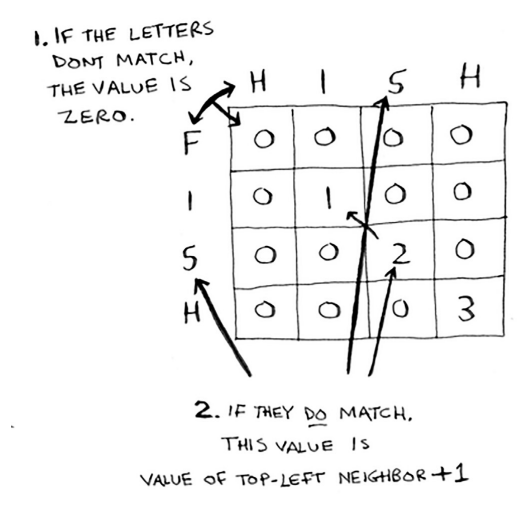 1. IF THE LETTERS
DONT MATCH,
THE VALUE IS
ZERO.
H I S H
F 0 0 0 0
I 0 1 0 0
S 0 0 2 0
H 0 0 0 3
2. IF THEY DO MATCH,
THIS VALUE IS
VALUE OF TOP-LEFT NEIGHBOR+1